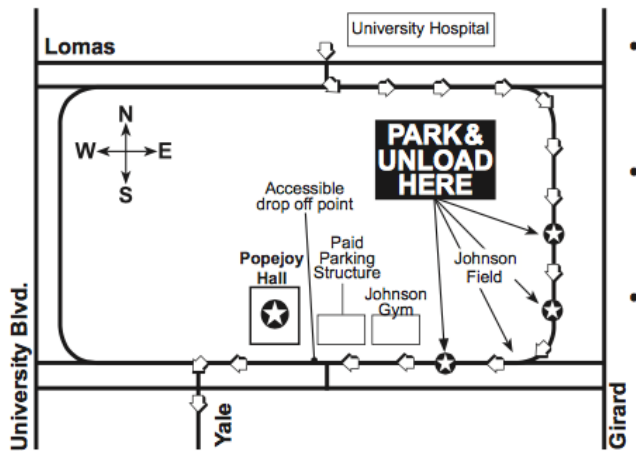 University Hospital
Lomas
N
W E
S
PARK &
UNLOAD
HERE
Accessible
drop off point
Paid
Parking
Structure
Popejoy
Hall
Johnson
Gym
Johnson
Field
University Blvd.
Yale
Girard